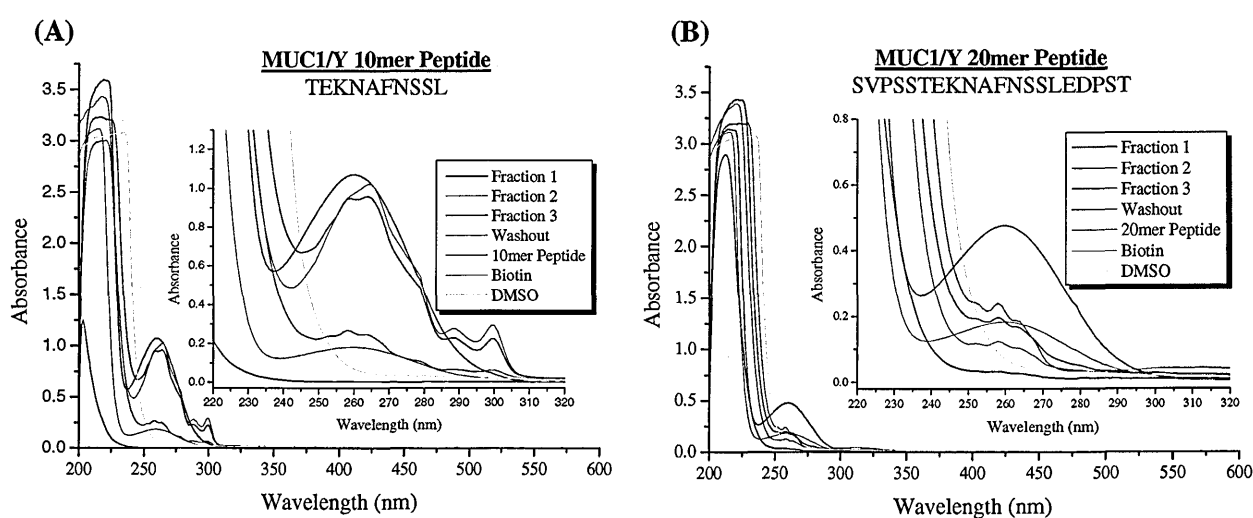 (A)
MUC1/Y 10mer Peptide
TEKNAFNSSL
Absorbance
3.5
3.0
2.5
2.0
1.5
1.0
0.5
0.0
200 250 300 350 400 450 500 550 600
Wavelength (nm)
Absorbance
1.2
1.0
0.8
0.6
0.4
0.2
0.0
220 230 240 250 260 270 280 290 300 310 320
Wavelength (nm)
Fraction 1
Fraction 2
Fraction 3
Washout
10mer Peptide
Biotin
DMSO
(B)
MUC1/Y 20mer Peptide
SVPSSTEKNAFNSSLEDPST
Absorbance
3.5
3.0
2.5
2.0
1.5
1.0
0.5
0.0
200 250 300 350 400 450 500 550 600
Wavelength (nm)
Absorbance
0.8
0.6
0.4
0.2
0.0
220 230 240 250 260 270 280 290 300 310 320
Wavelength (nm)
Fraction 1
Fraction 2
Fraction 3
Washout
20mer Peptide
Biotin
DMSO